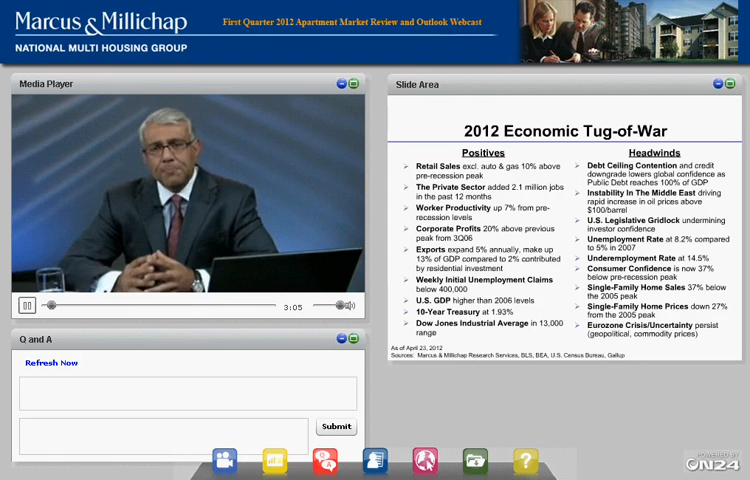 Marcus & Millichap
NATIONAL MULTI HOUSING GROUP
First Quarter 2012 Apartment Market Review and Outlook Webcast
Media Player
3:05
Q and A
Refresh Now
Submit
Slide Area
2012 Economic Tug-of-War
Positives
Retail Sales excl. auto & gas 10% above
pre-recession peak
The Private Sector added 2.1 million jobs
in the past 12 months
Worker Productivity up 7% from pre-
recession levels
Corporate Profits 20% above previous
peak from 3Q06
Exports expand 5% annually, make up
13% of GDP compared to 2% contributed
by residential investment
Weekly Initial Unemployment Claims
below 400,000
U.S. GDP higher than 2006 levels
10-Year Treasury at 1.93%
Dow Jones Industrial Average in 13,000
range
Headwinds
Debt Ceiling Contention and credit
downgrade lowers global confidence as
Public Debt reaches 100% of GDP
Instability In The Middle East driving
rapid increase in oil prices above
$100/barrel
U.S. Legislative Gridlock undermining
investor confidence
Unemployment Rate at 8.2% compared
to 5% in 2007
Underemployment Rate at 14.5%
Consumer Confidence is now 37%
below pre-recession peak
Single-Family Home Sales 37% below
the 2005 peak
Single-Family Home Prices down 27%
from the 2005 peak
Eurozone Crisis/Uncertainty persist
(geopolitical, commodity prices)
As of April 23, 2012
Sources: Marcus & Millichap Research Services, BLS, BEA, U.S. Census Bureau, Gallup
Q
A
?
POWERED BY
ON24